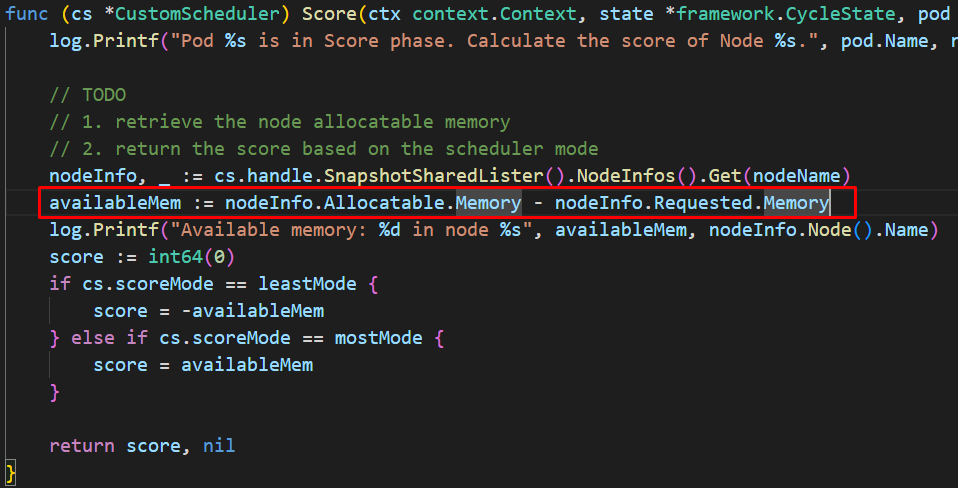 func (cs *CustomScheduler) Score(ctx context.Context, state *framework.CycleState, pod
log.Printf("Pod %s is in Score phase. Calculate the score of Node %s.", pod.Name,
// TODO
// 1. retrieve the node allocatable memory
// 2. return the score based on the scheduler mode
nodeInfo, _ := cs.handle.SnapshotSharedLister().NodeInfos().Get(nodeName)
availableMem := nodeInfo.Allocatable.Memory - nodeInfo.Requested.Memory
log.Printf("Available memory: %d in node %s", availableMem, nodeInfo.Node().Name)
score := int64(0)
if cs.scoreMode == leastMode {
score = -availableMem
} else if cs.scoreMode == mostMode {
score = availableMem
}
return score, nil
}